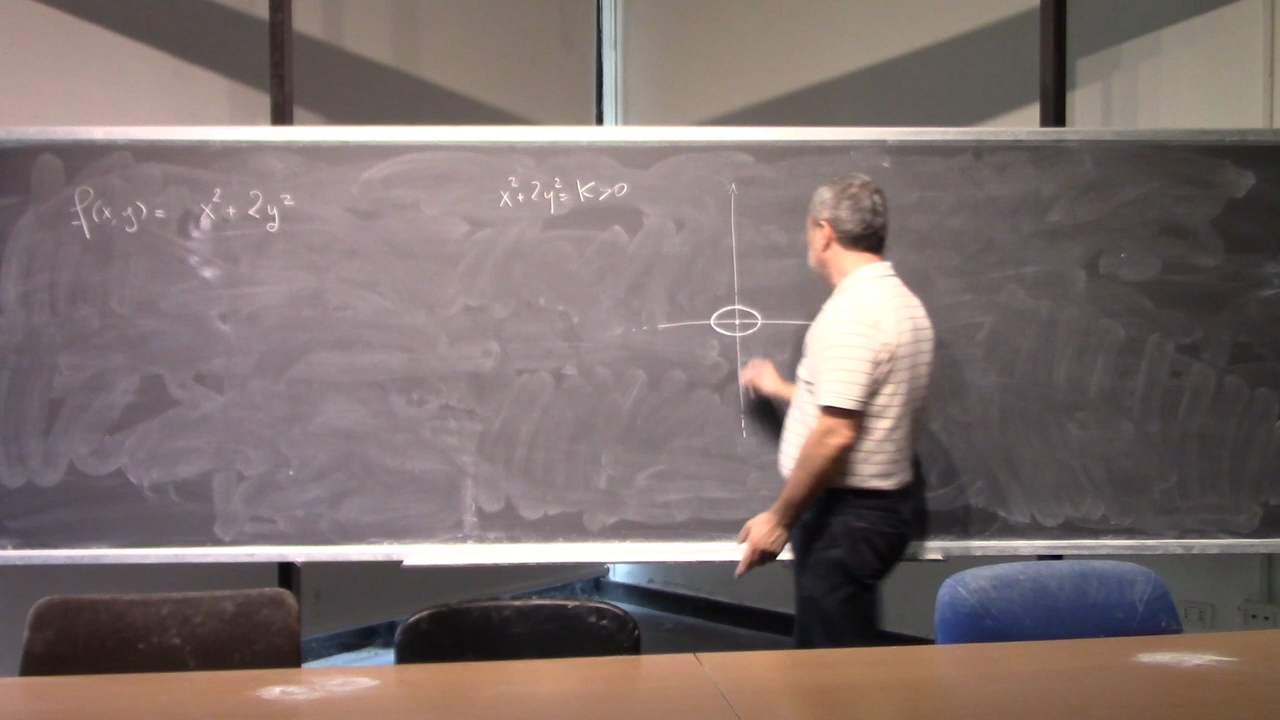 f(x,y) = x² + 2y²
x² + 2y² = K > 0